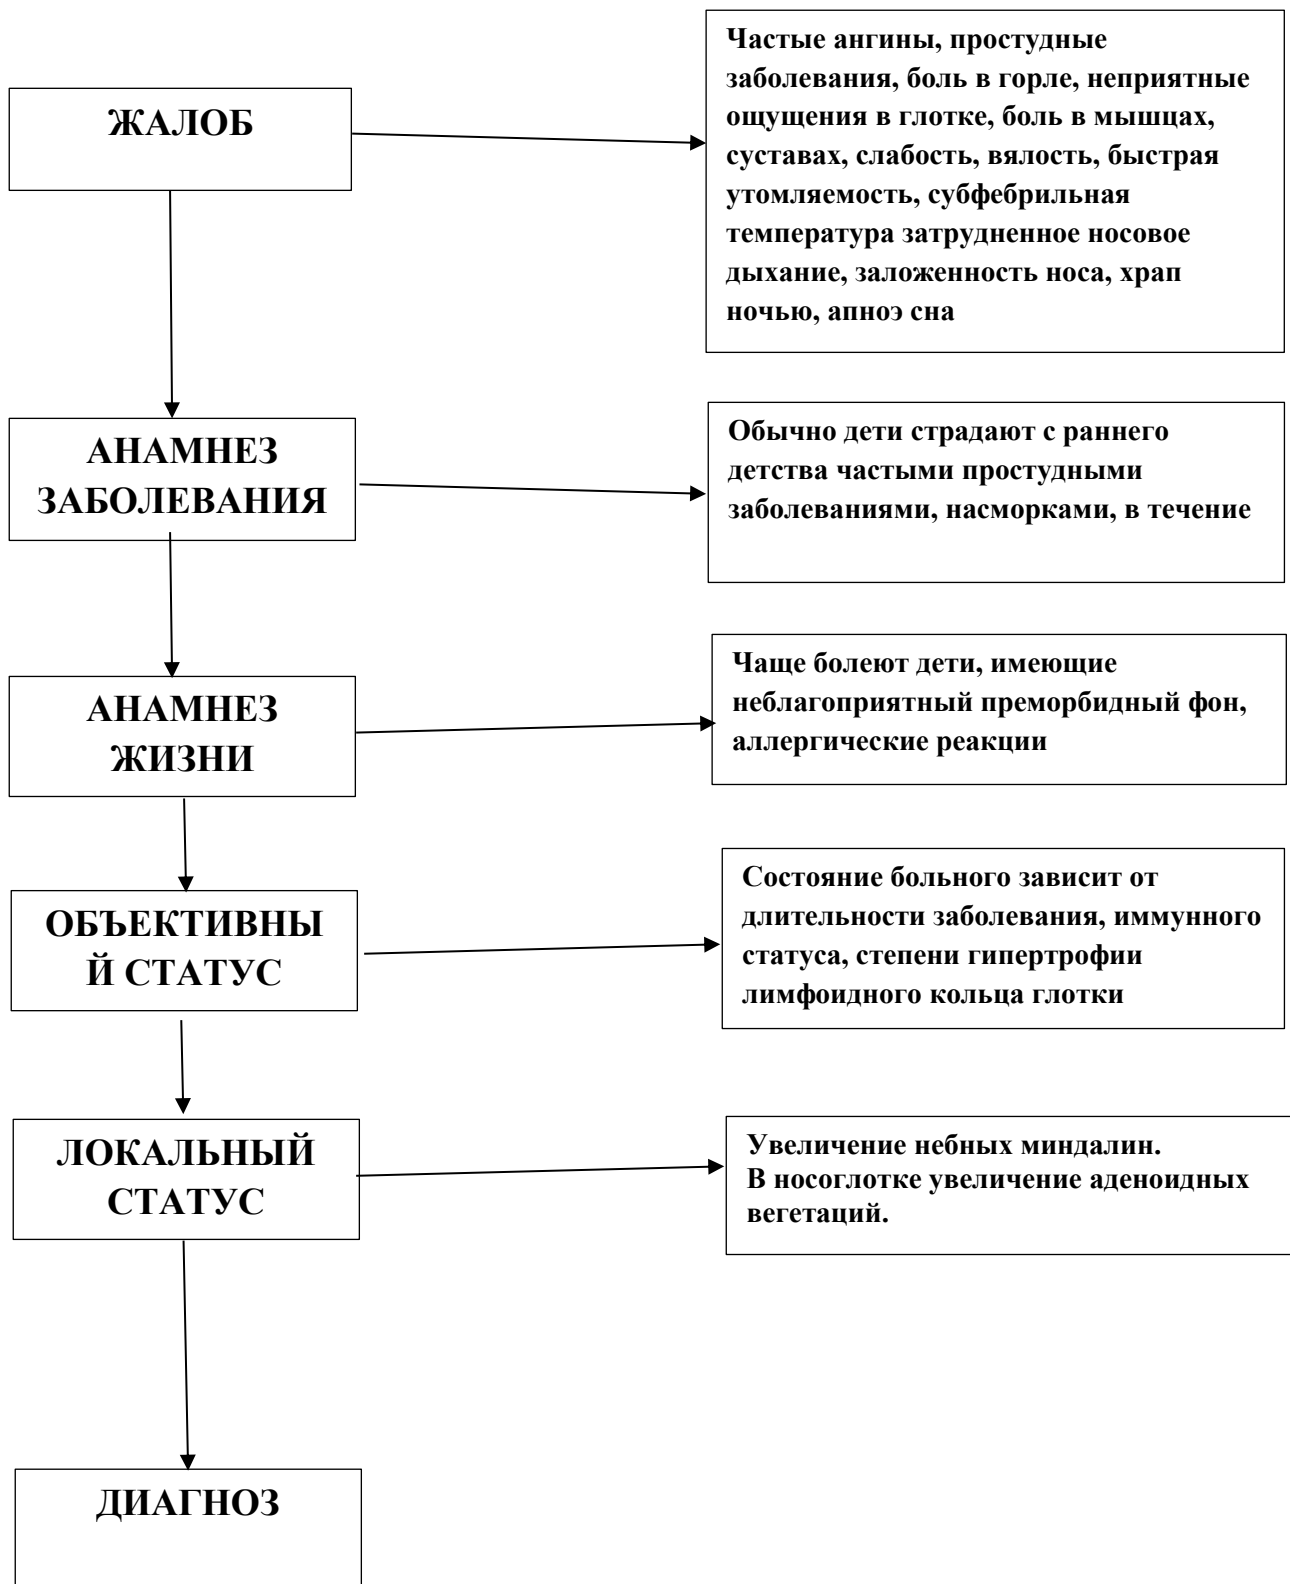 ЖАЛОБ
Частые ангины, простудные
заболевания, боль в горле, неприятные
ощущения в глотке, боль в мышцах,
суставах, слабость, вялость, быстрая
утомляемость, субфебрильная
температура затрудненное носовое
дыхание, заложенность носа, храп
ночью, апноэ сна
АНАМНЕЗ
ЗАБОЛЕВАНИЯ
Обычно дети страдают с раннего
детства частыми простудными
заболеваниями, насморками, в течение
АНАМНЕЗ
ЖИЗНИ
Чаще болеют дети, имеющие
неблагоприятный преморбидный фон,
аллергические реакции
ОБЪЕКТИВНЫ
Й СТАТУС
Состояние больного зависит от
длительности заболевания, иммунного
статуса, степени гипертрофии
лимфоидного кольца глотки
ЛОКАЛЬНЫЙ
СТАТУС
Увеличение небных миндалин.
В носоглотке увеличение аденоидных
вегетаций.
ДИАГНОЗ